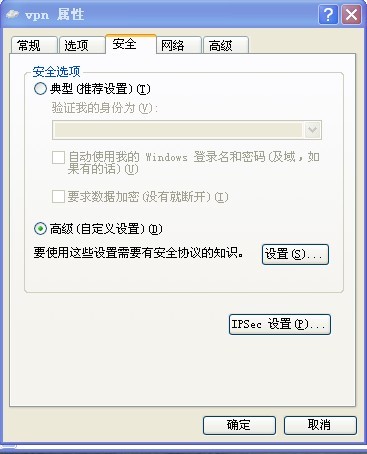 vpn 属性
常规 选项 安全 网络 高级
安全选项
典型(推荐设置)(T)
验证我的身份为(V):
自动使用我的 Windows 登录名和密码(及域，如
果有的话)(U)
要求数据加密(没有就断开)(I)
高级(自定义设置)(D)
要使用这些设置需要有安全协议的知识。 设置(S)...
IPSec 设置(P)...
确定 取消